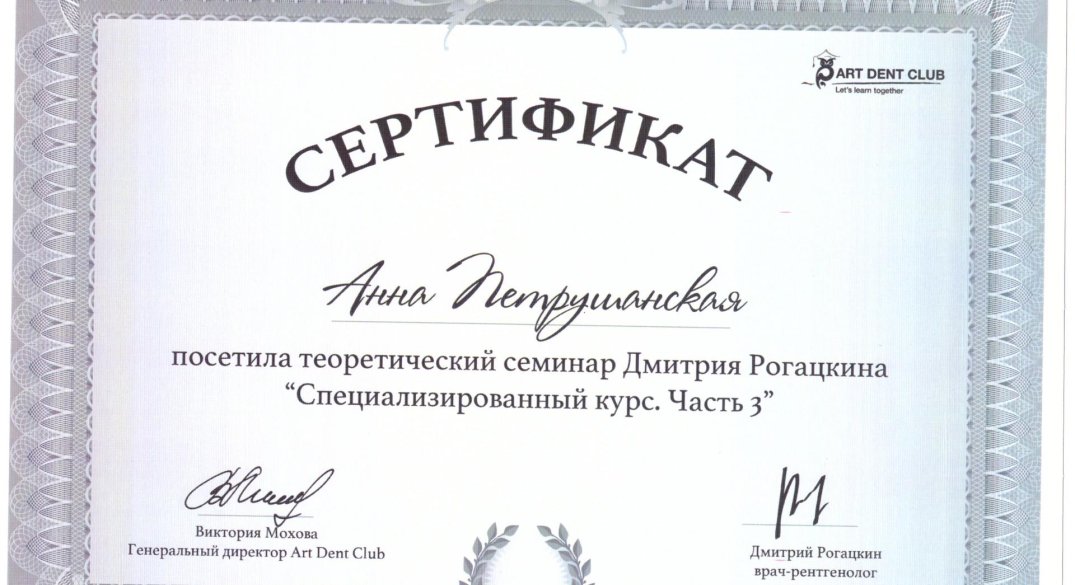 ART DENT CLUB
Let's learn together
СЕРТИФИКАТ
Анна Петрушанская
посетила теоретический семинар Дмитрия Рогацкина
“Специализированный курс. Часть 3”
Виктория Мохова
Генеральный директор Art Dent Club
Дмитрий Рогацкин
врач-рентгенолог